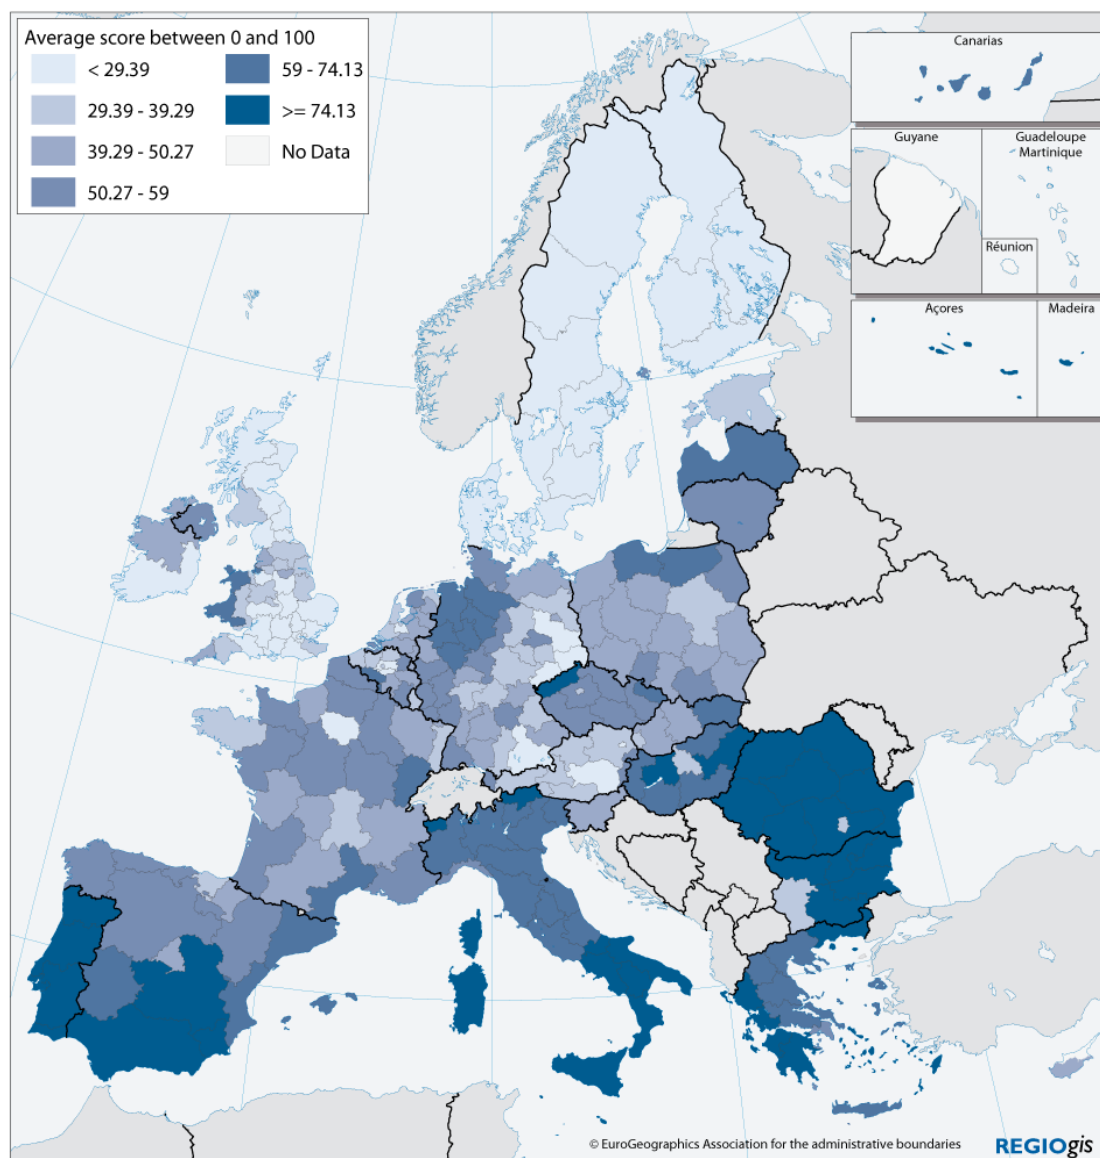 Average score between 0 and 100
< 29.39
29.39 - 39.29
39.29 - 50.27
50.27 - 59
59 - 74.13
>= 74.13
No Data
Canarias
Guyane
Guadeloupe
Martinique
Réunion
Açores
Madeira
© EuroGeographics Association for the administrative boundaries
REGIOgis